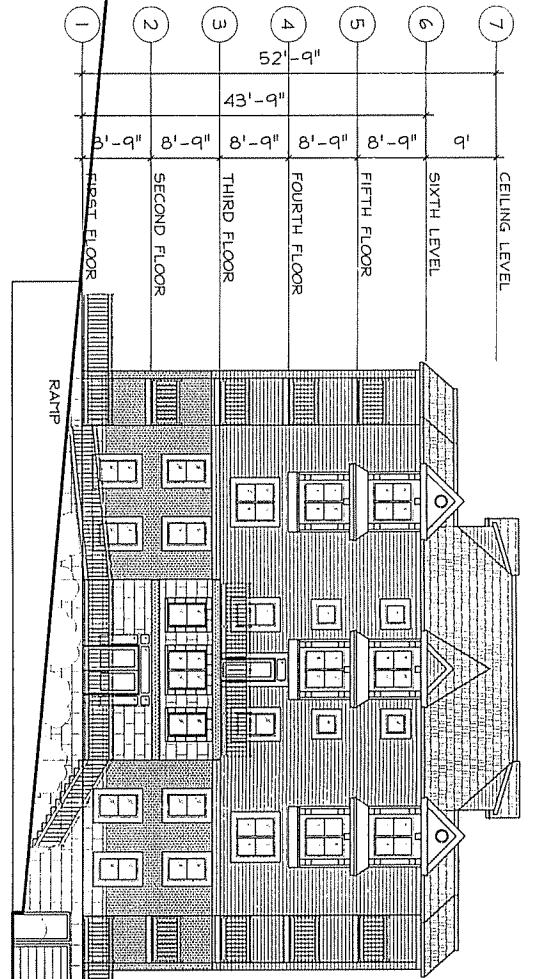 1
2
3
4
5
6
7
52'-9"
43'-9"
8'-9"
8'-9"
8'-9"
8'-9"
8'-9"
9'
FIRST FLOOR
SECOND FLOOR
THIRD FLOOR
FOURTH FLOOR
FIFTH FLOOR
SIXTH LEVEL
CEILING LEVEL
RAMP